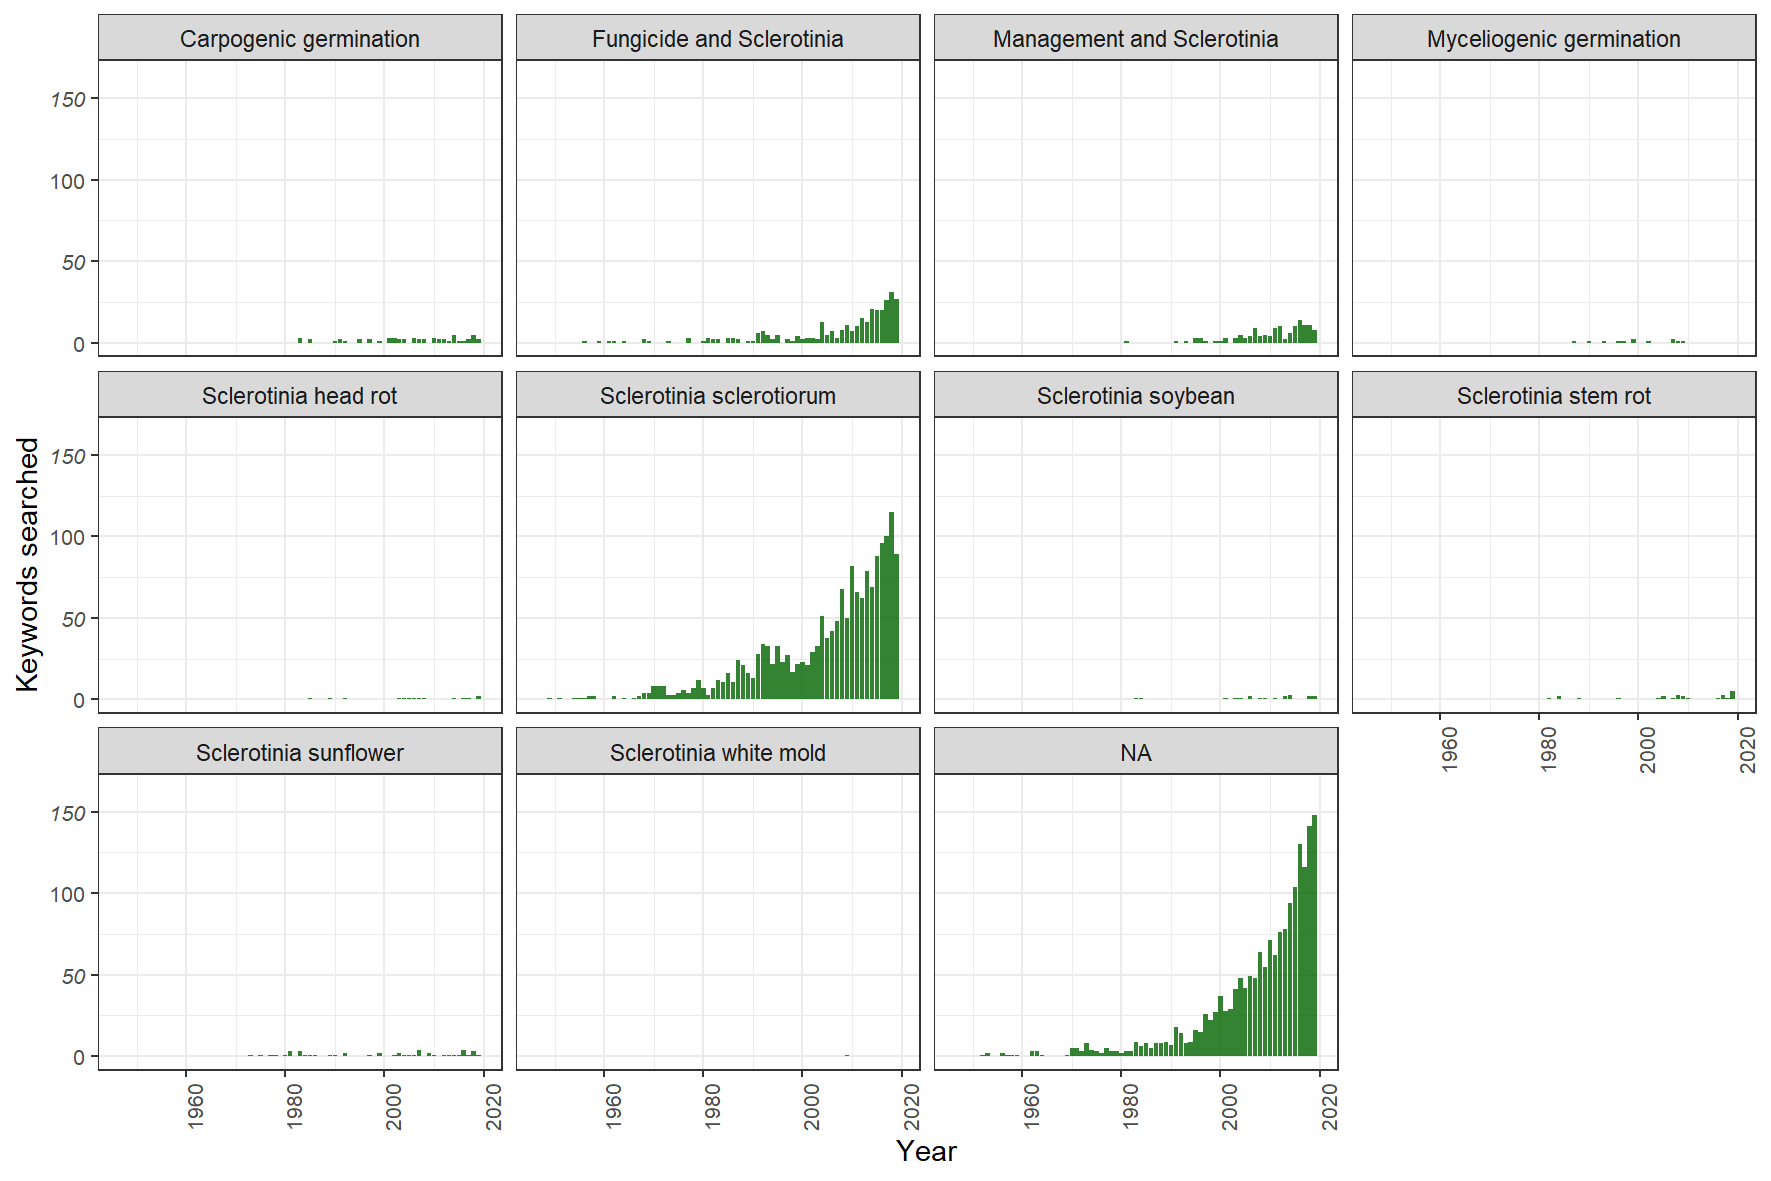 Carpogenic germination
Fungicide and Sclerotinia
Management and Sclerotinia
Myceliogenic germination
150
100
50
0
Sclerotinia head rot
Sclerotinia sclerotiorum
Sclerotinia soybean
Sclerotinia stem rot
Keywords searched
150
100
50
0
1960
1980
2000
2020
Sclerotinia sunflower
Sclerotinia white mold
NA
150
100
50
0
1960
1980
2000
2020
1960
1980
2000
2020
1960
1980
2000
2020
Year